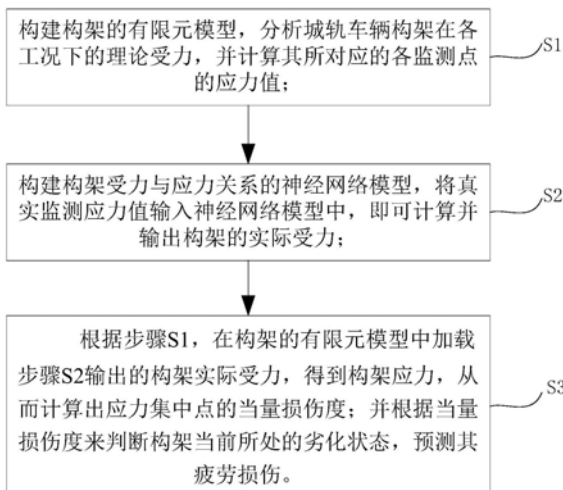 构建构架的有限元模型，分析城轨车辆构架在各
工况下的理论受力，并计算其所对应的各监测点
的应力值；
S1
构建构架受力与应力关系的神经网络模型，将真
实监测应力值输入神经网络模型中，即可计算并
输出构架的实际受力；
S2
根据步骤S1，在构架的有限元模型中加载
步骤S2输出的构架实际受力，得到构架应力，从
而计算出应力集中点的当量损伤度；并根据当量
损伤度来判断构架当前所处的劣化状态，预测其
疲劳损伤。
S3